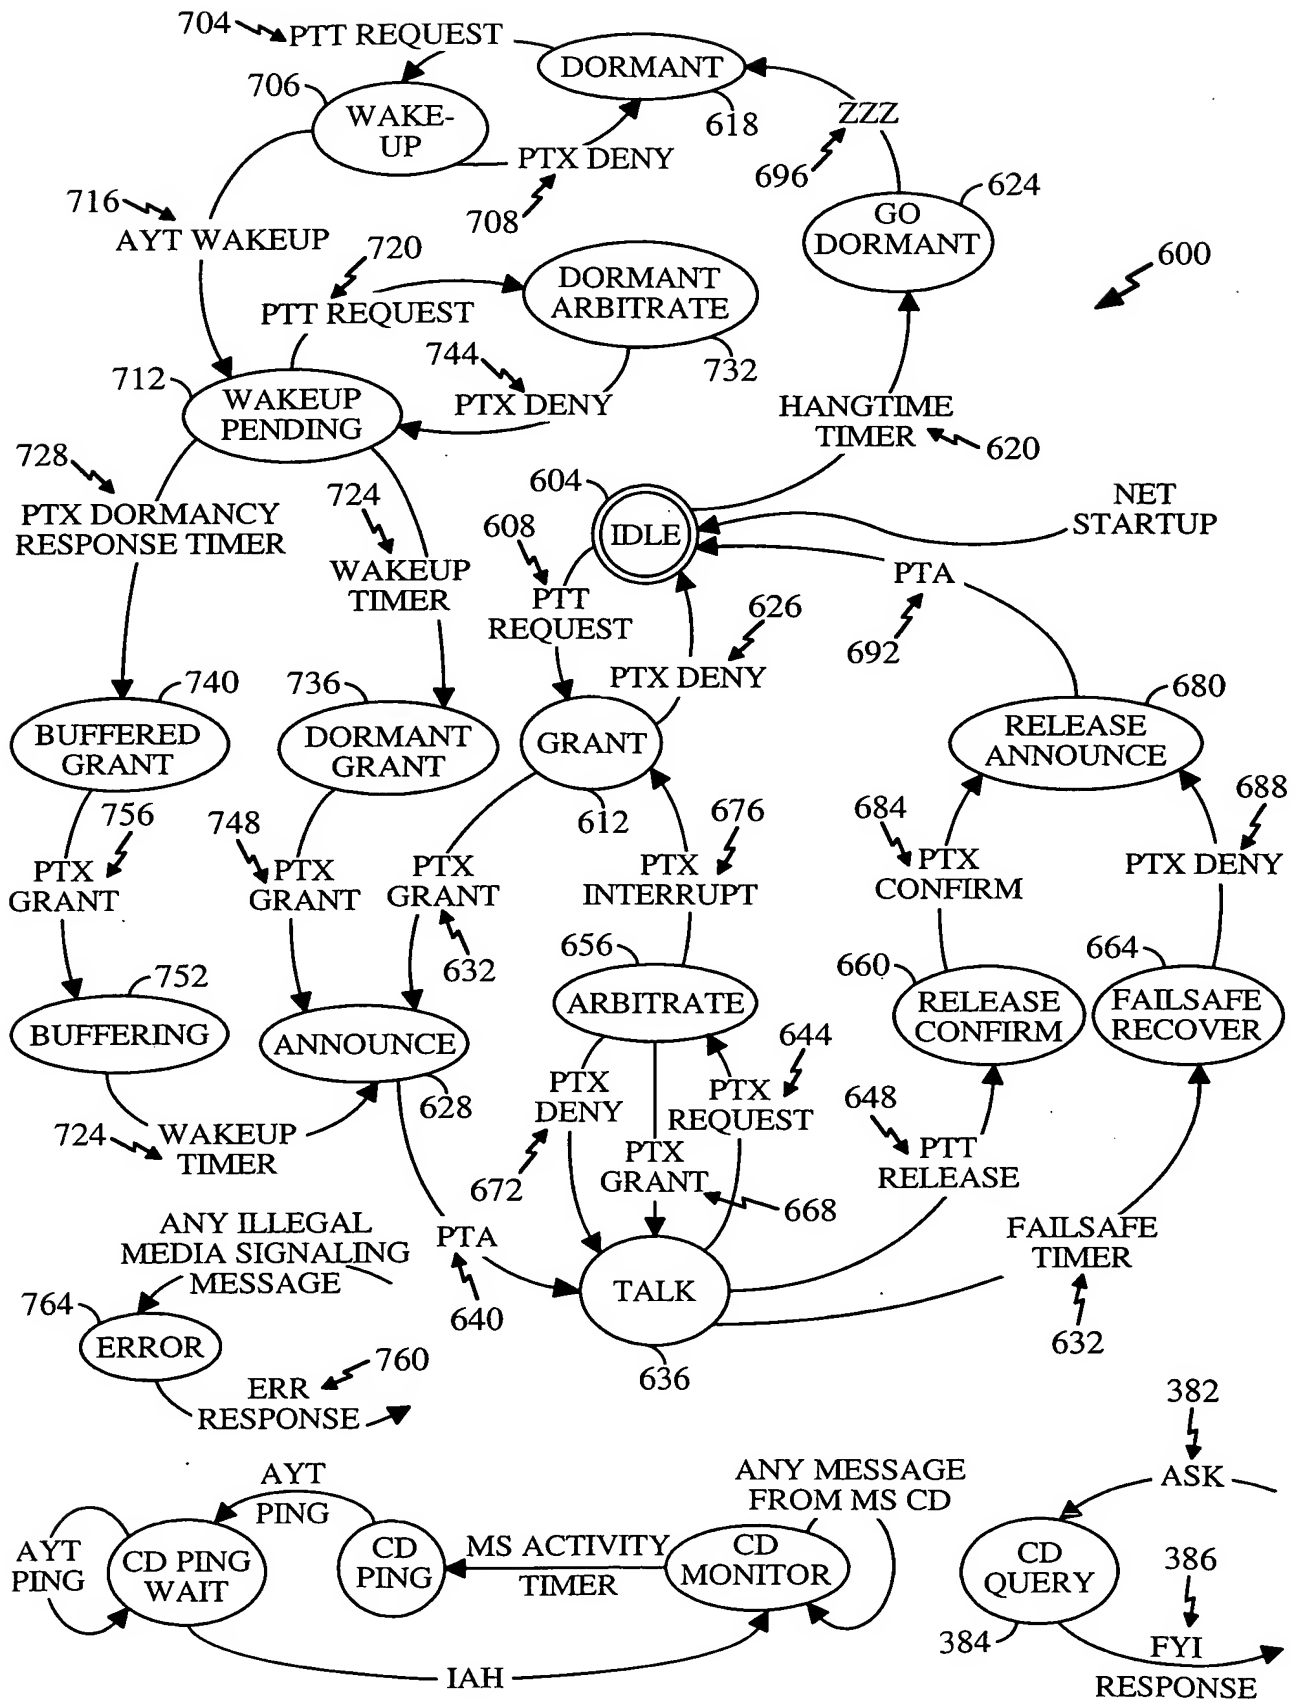 704
PTT REQUEST
DORMANT
618
706
WAKE-
UP
PTX DENY
708
ZZZ
696
624
GO
DORMANT
600
716
AYT WAKEUP
720
PTT REQUEST
DORMANT
ARBITRATE
732
744
PTX DENY
712
WAKEUP
PENDING
HANGTIME
TIMER
620
728
PTX DORMANCY
RESPONSE TIMER
724
WAKEUP
TIMER
604
IDLE
NET
STARTUP
608
PTT
REQUEST
626
PTX DENY
PTA
692
740
BUFFERED
GRANT
736
DORMANT
GRANT
GRANT
612
680
RELEASE
ANNOUNCE
756
PTX
GRANT
748
PTX
GRANT
PTX
GRANT
632
676
PTX
INTERRUPT
684
PTX
CONFIRM
688
PTX DENY
752
BUFFERING
ANNOUNCE
628
656
ARBITRATE
660
RELEASE
CONFIRM
664
FAILSAFE
RECOVER
724
WAKEUP
TIMER
PTX
DENY
672
PTX
GRANT
668
PTX
REQUEST
644
648
PTT
RELEASE
FAILSAFE
TIMER
632
PTA
640
TALK
636
ANY ILLEGAL
MEDIA SIGNALING
MESSAGE
764
ERROR
760
ERR
RESPONSE
AYT
PING
AYT
PING
CD PING
WAIT
CD
PING
MS ACTIVITY
TIMER
CD
MONITOR
ANY MESSAGE
FROM MS CD
IAH
382
ASK
CD
QUERY
384
386
FYI
RESPONSE